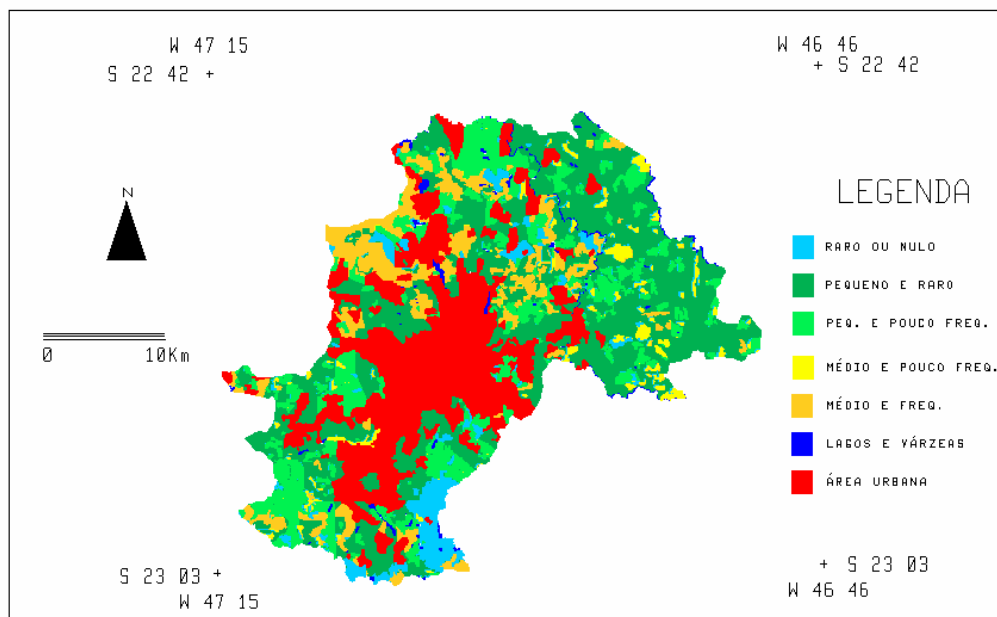 W 47 15
S 22 42 +
W 46 46
+ S 22 42
N
LEGENDA
RARO OU NULO
PEQUENO E RARO
PEQ. E POUCO FREQ.
MÉDIO E POUCO FREQ.
MÉDIO E FREQ.
LAGOS E VÁRZEAS
ÁREA URBANA
0 10Km
S 23 03 +
W 47 15
+ S 23 03
W 46 46